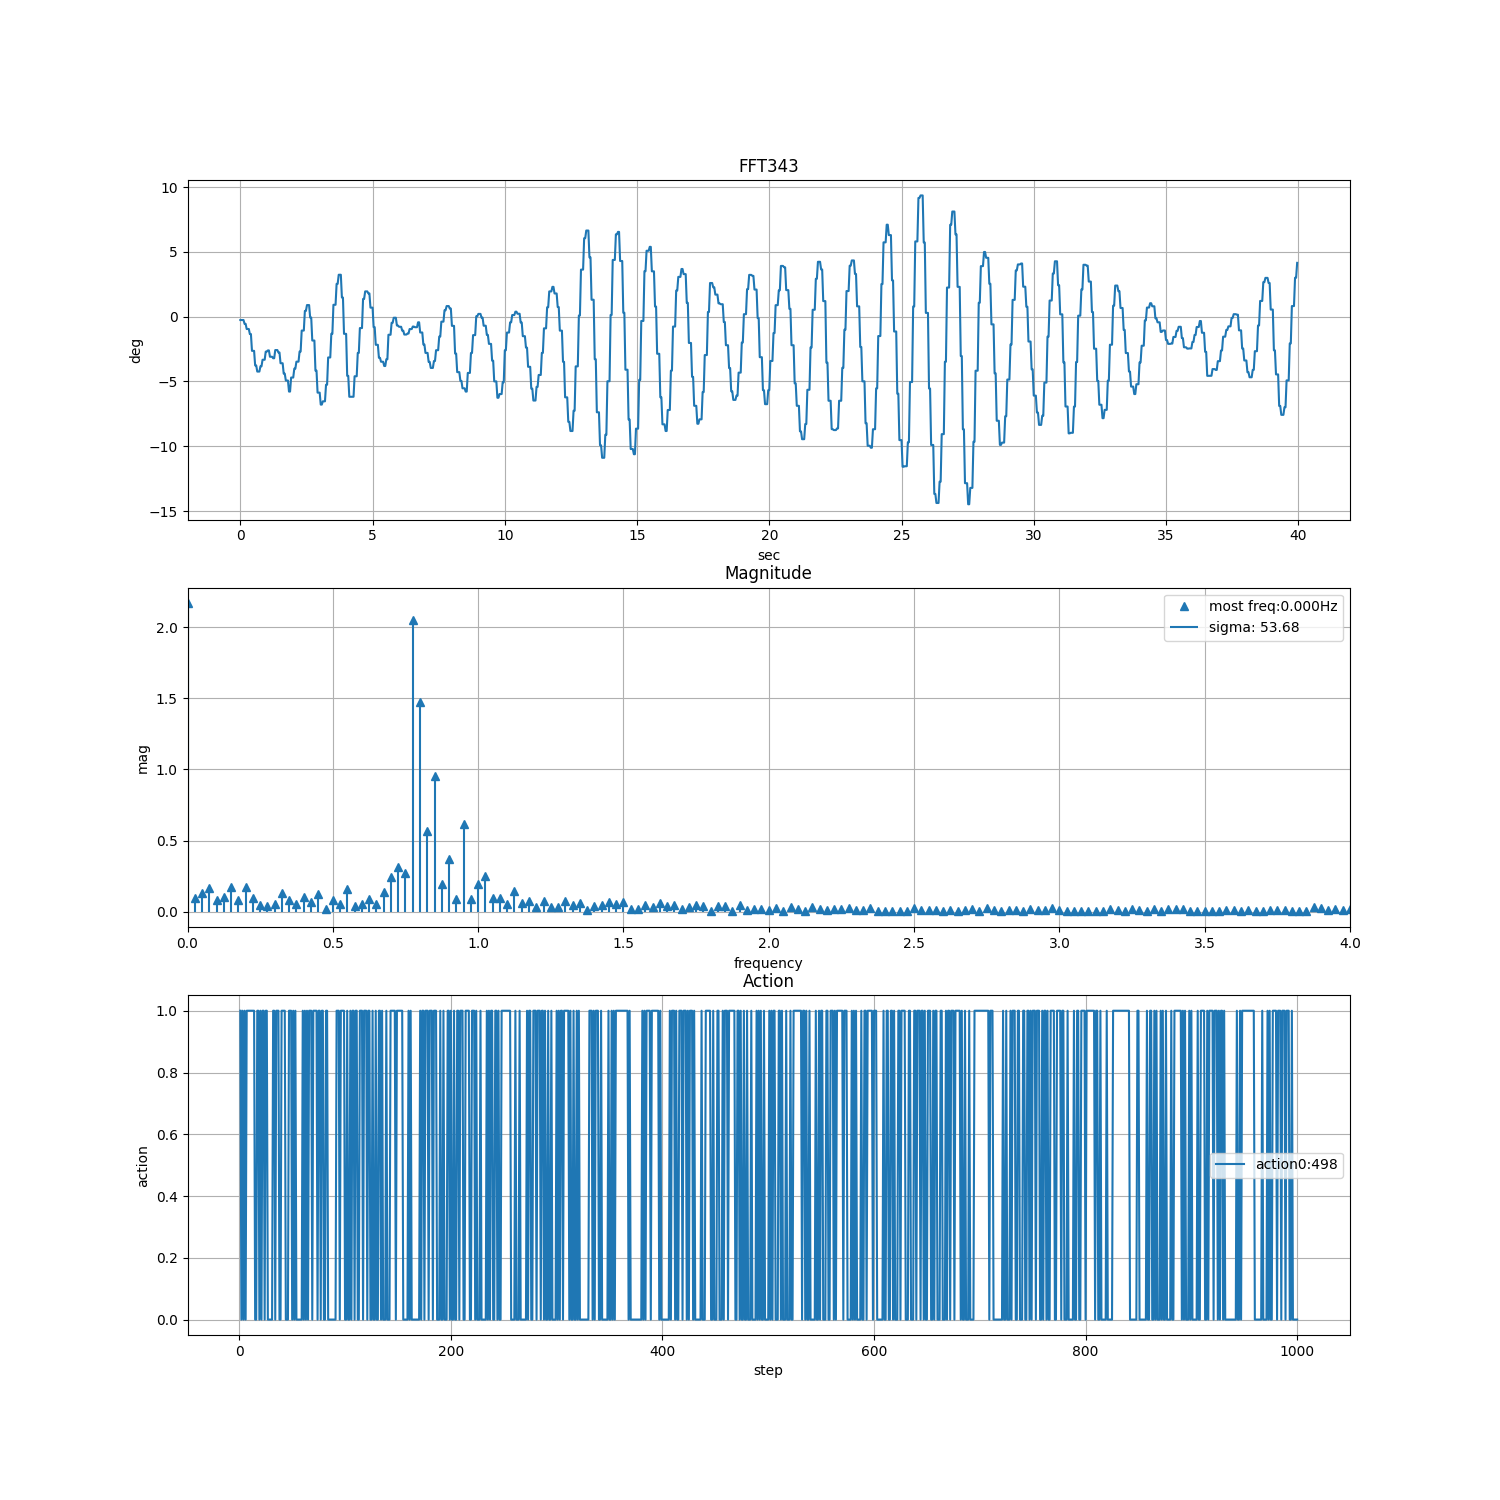 FFT343
10
5
0
−5
−10
−15
deg
0 5 10 15 20 25 30 35 40
sec
Magnitude
most freq:0.000Hz
sigma: 53.68
2.0
1.5
1.0
0.5
0.0
mag
0.0 0.5 1.0 1.5 2.0 2.5 3.0 3.5 4.0
frequency
Action
1.0
0.8
0.6
0.4
0.2
0.0
action
action0:498
0 200 400 600 800 1000
step